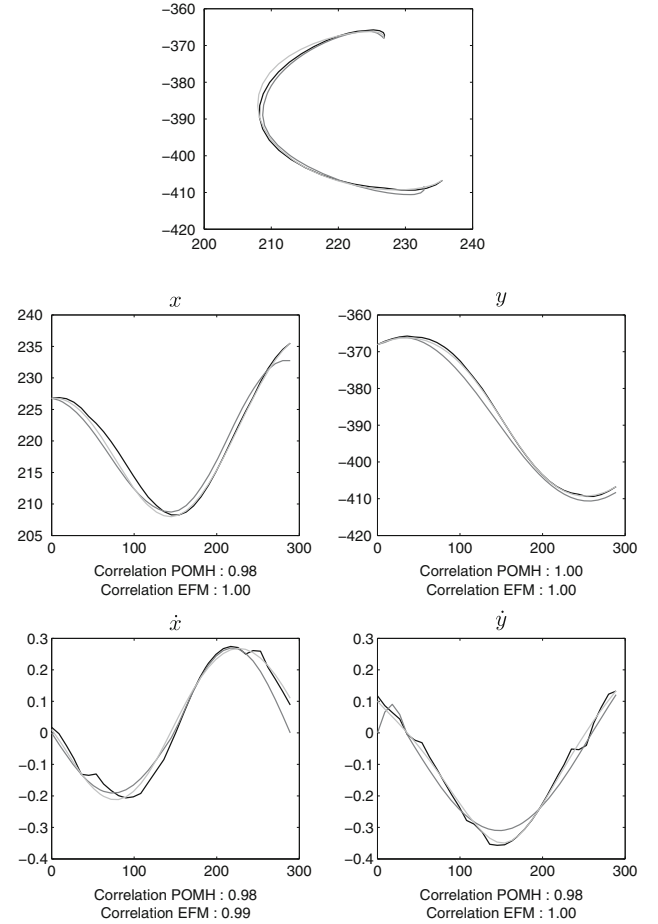 −360
−370
−380
−390
−400
−410
−420
200 210 220 230 240
x
240
235
230
225
220
215
210
205
0 100 200 300
Correlation POMH : 0.98
Correlation EFM : 1.00
y
−360
−380
−400
−420
0 100 200 300
Correlation POMH : 1.00
Correlation EFM : 1.00
ẋ
0.3
0.2
0.1
0
−0.1
−0.2
−0.3
−0.4
0 100 200 300
Correlation POMH : 0.98
Correlation EFM : 0.99
ẏ
0.3
0.2
0.1
0
−0.1
−0.2
−0.3
−0.4
0 100 200 300
Correlation POMH : 0.98
Correlation EFM : 1.00